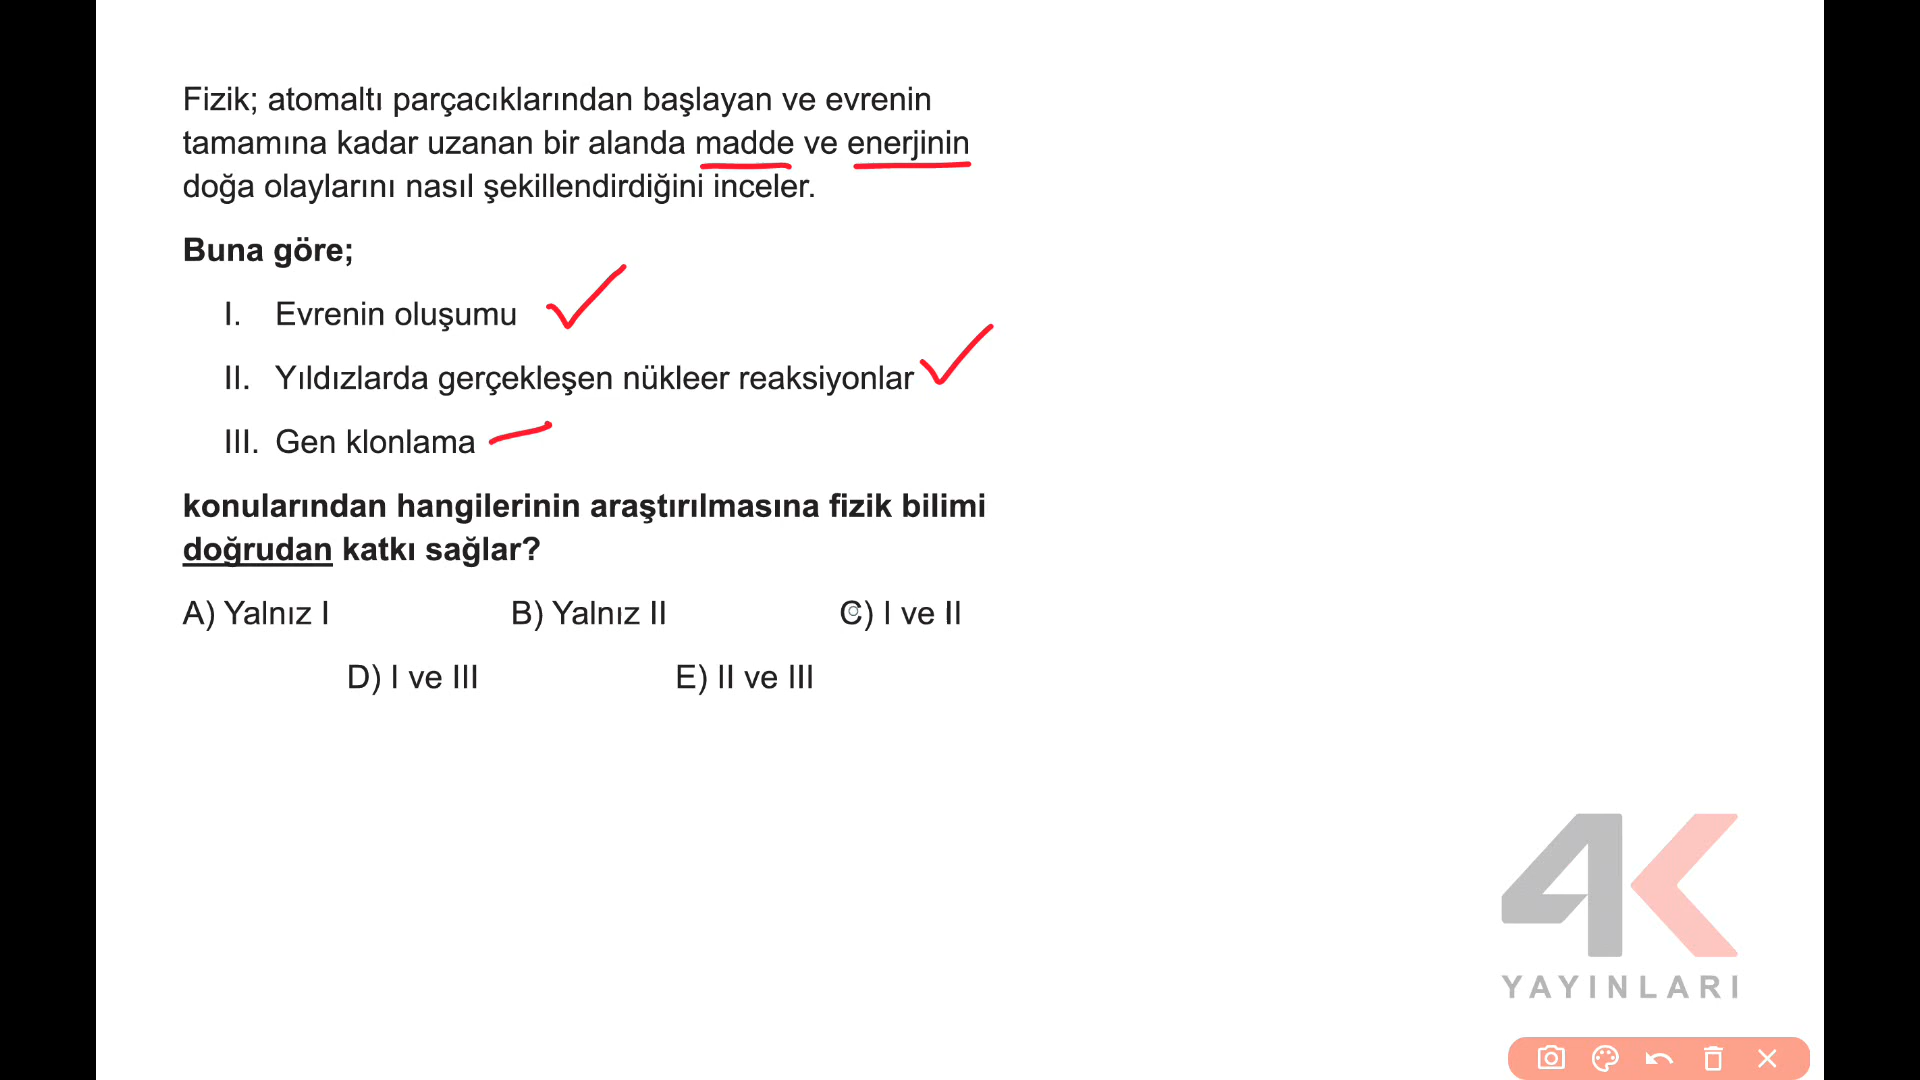 Fizik; atomaltı parçacıklarından başlayan ve evrenin
tamamına kadar uzanan bir alanda madde ve enerjinin
doğa olaylarını nasıl şekillendirdiğini inceler.
Buna göre;
I. Evrenin oluşumu
II. Yıldızlarda gerçekleşen nükleer reaksiyonlar
III. Gen klonlama
konularından hangilerinin araştırılmasına fizik bilimi
doğrudan katkı sağlar?
A) Yalnız I B) Yalnız II C) I ve II
D) I ve III E) II ve III
4K
YAYINLARI